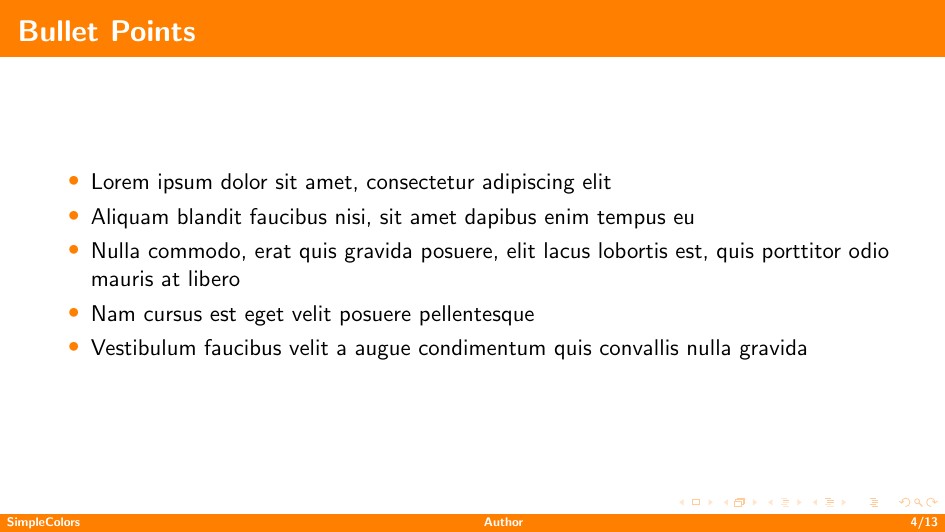 Bullet Points
• Lorem ipsum dolor sit amet, consectetur adipiscing elit
• Aliquam blandit faucibus nisi, sit amet dapibus enim tempus eu
• Nulla commodo, erat quis gravida posuere, elit lacus lobortis est, quis porttitor odio
mauris at libero
• Nam cursus est eget velit posuere pellentesque
• Vestibulum faucibus velit a augue condimentum quis convallis nulla gravida
SimpleColors Author 4/13